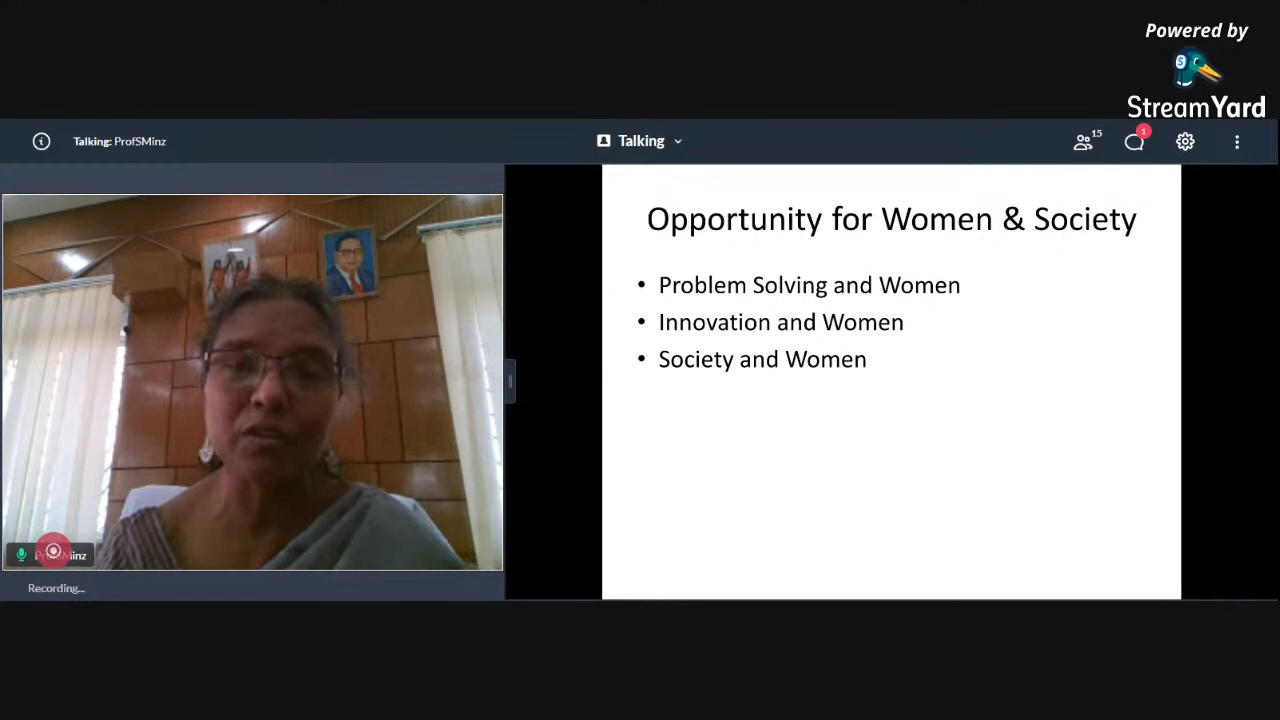 Powered by
StreamYard
Talking: ProfSMinz
Talking
15
1
Opportunity for Women & Society
• Problem Solving and Women
• Innovation and Women
• Society and Women
ProfSMinz
Recording...